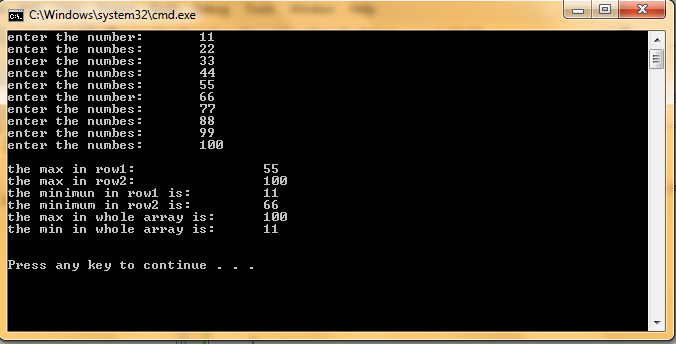 C:\Windows\system32\cmd.exe
enter the number: 11
enter the numbes: 22
enter the numbes: 33
enter the numbes: 44
enter the numbes: 55
enter the number: 66
enter the numbes: 77
enter the numbes: 88
enter the numbes: 99
enter the numbes: 100
the max in row1: 55
the max in row2: 100
the minimun in row1 is: 11
the minimum in row2 is: 66
the max in whole array is: 100
the min in whole array is: 11
Press any key to continue . . .